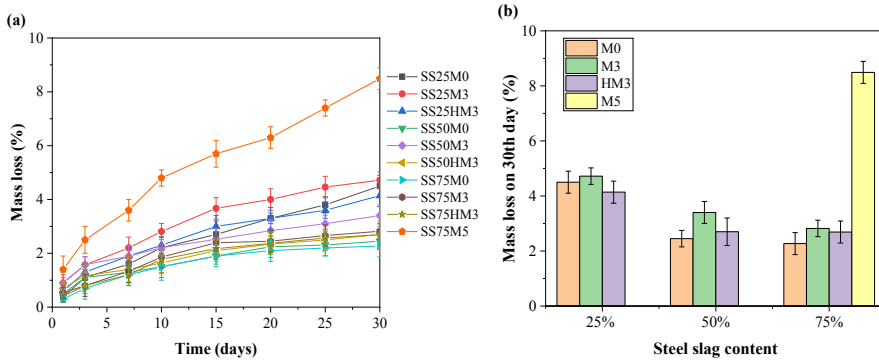 (a)
10
8
6
4
2
0
0
5
10
15
20
25
30
Mass loss (%)
Time (days)
SS25M0
SS25M3
SS25HM3
SS50M0
SS50M3
SS50HM3
SS75M0
SS75M3
SS75HM3
SS75M5
(b)
10
8
6
4
2
0
Mass loss on 30th day (%)
M0
M3
HM3
M5
25%
50%
75%
Steel slag content